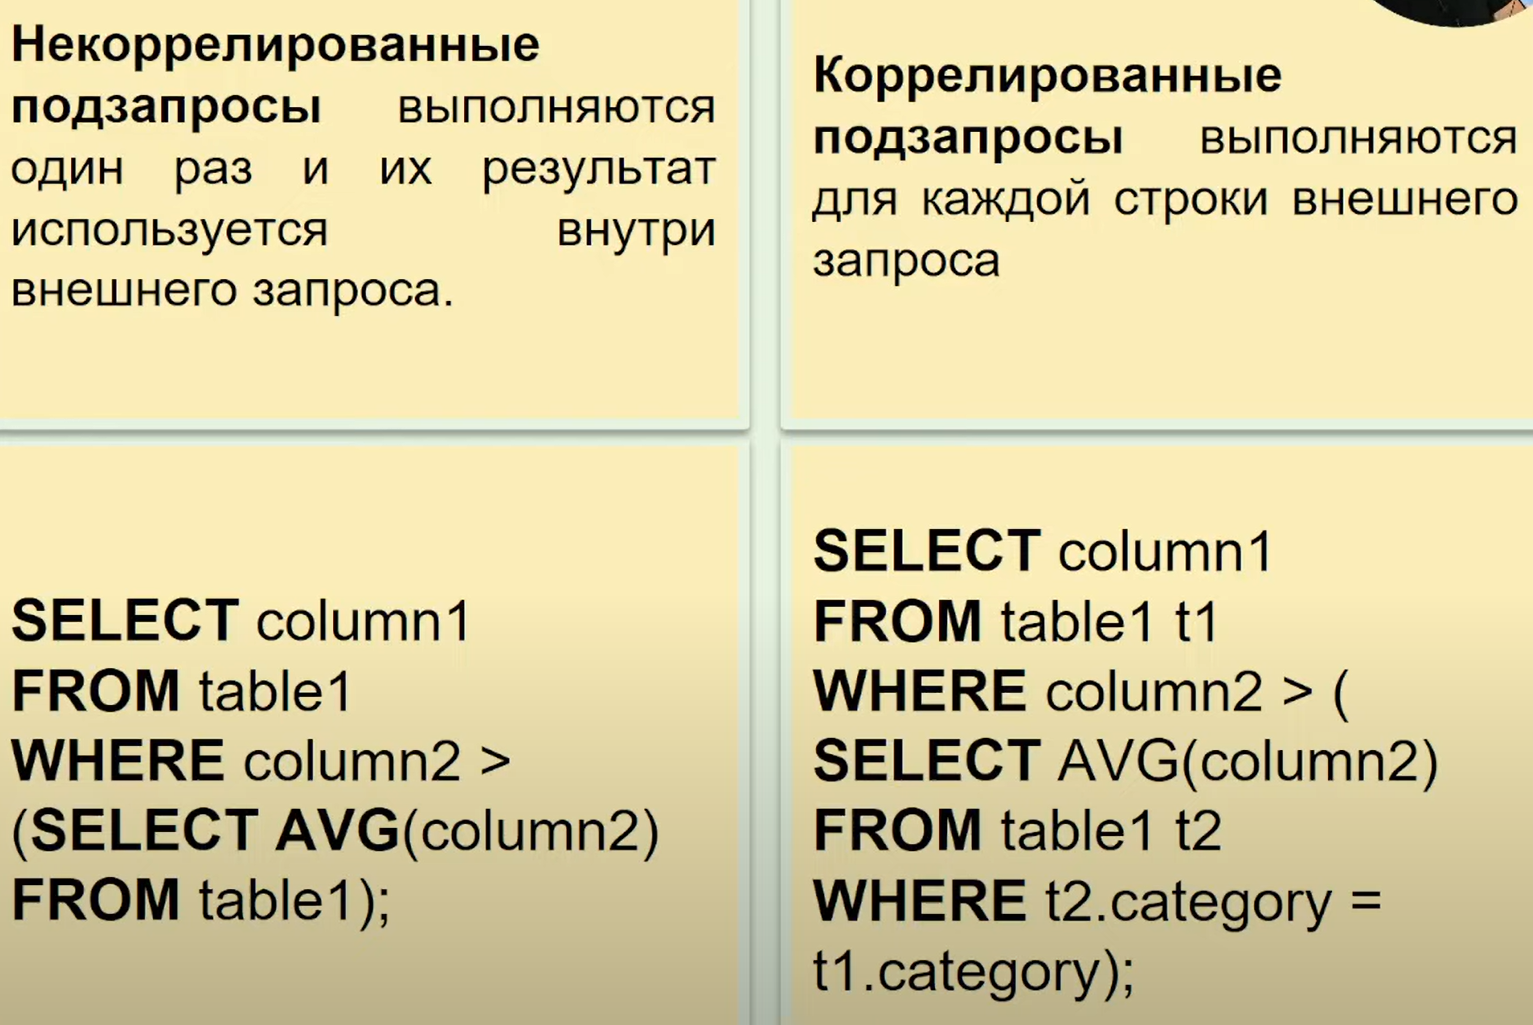 Некоррелированные
подзапросы выполняются
один раз и их результат
используется внутри
внешнего запроса.
Коррелированные
подзапросы выполняются
для каждой строки внешнего
запроса
SELECT column1
FROM table1
WHERE column2 >
(SELECT AVG(column2)
FROM table1);
SELECT column1
FROM table1 t1
WHERE column2 > (
SELECT AVG(column2)
FROM table1 t2
WHERE t2.category =
t1.category);